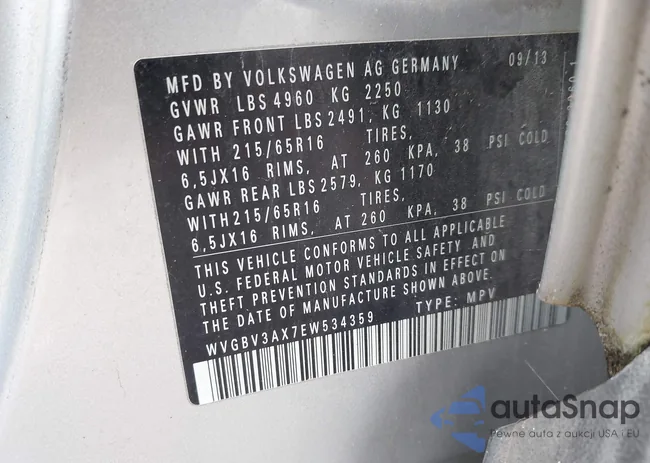 MFD BY VOLKSWAGEN AG GERMANY 09/13
GVWR LBS 4960 KG 2250
GAWR FRONT LBS 2491, KG 1130
WITH 215/65R16 TIRES,
6,5JX16 RIMS, AT 260 KPA, 38 PSI COLD
GAWR REAR LBS 2579, KG 1170
WITH 215/65R16 TIRES,
6,5JX16 RIMS, AT 260 KPA, 38 PSI COLD
THIS VEHICLE CONFORMS TO ALL APPLICABLE
U.S. FEDERAL MOTOR VEHICLE SAFETY AND
THEFT PREVENTION STANDARDS IN EFFECT ON
THE DATE OF MANUFACTURE SHOWN ABOVE.
WVGBV3AX7EW534359 TYPE: MPV
autoSnap
Pewne auta z aukcji USA i EU